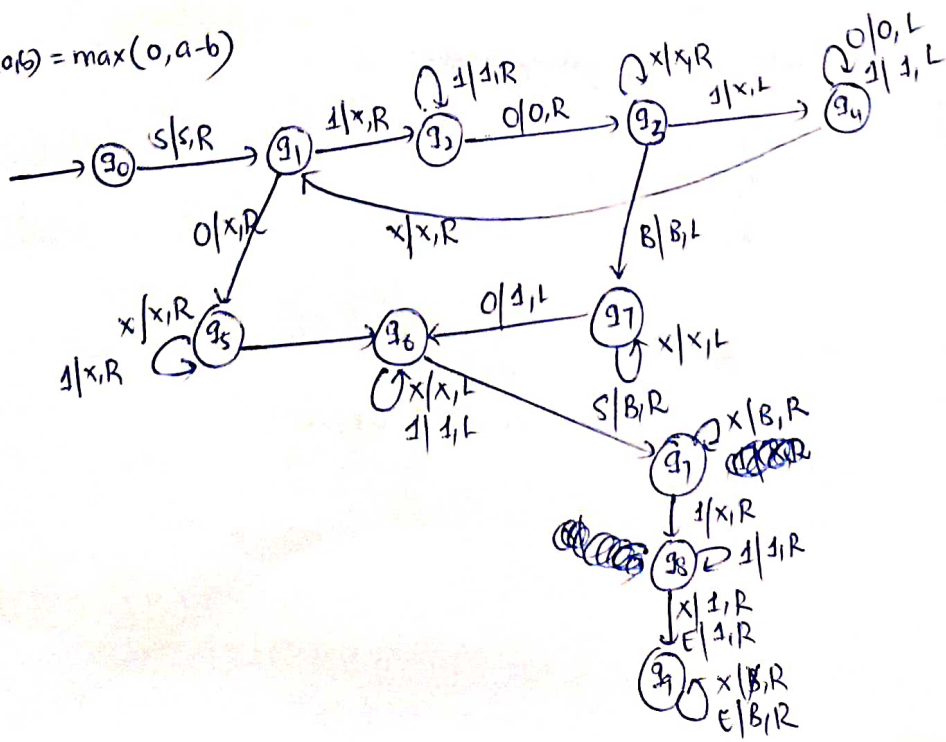 a,b) = max(0, a-b)
0/0, L
1/1, L
x/x,R
1/1,R
1/x,L
0/0,R
1/x,R
S/S,R
q0
q1
q2
q3
q4
0/x,R
x/x,R
B/B,L
0/1,L
x/x,R
1/x,R
q5
q6
q7
x/x,L
x/x,L
1/1,L
S/B,R
x/B,R
q7
1/x,R
q8
1/1,R
x/1,R
E/1,R
q9
x/B,R
E/B,R